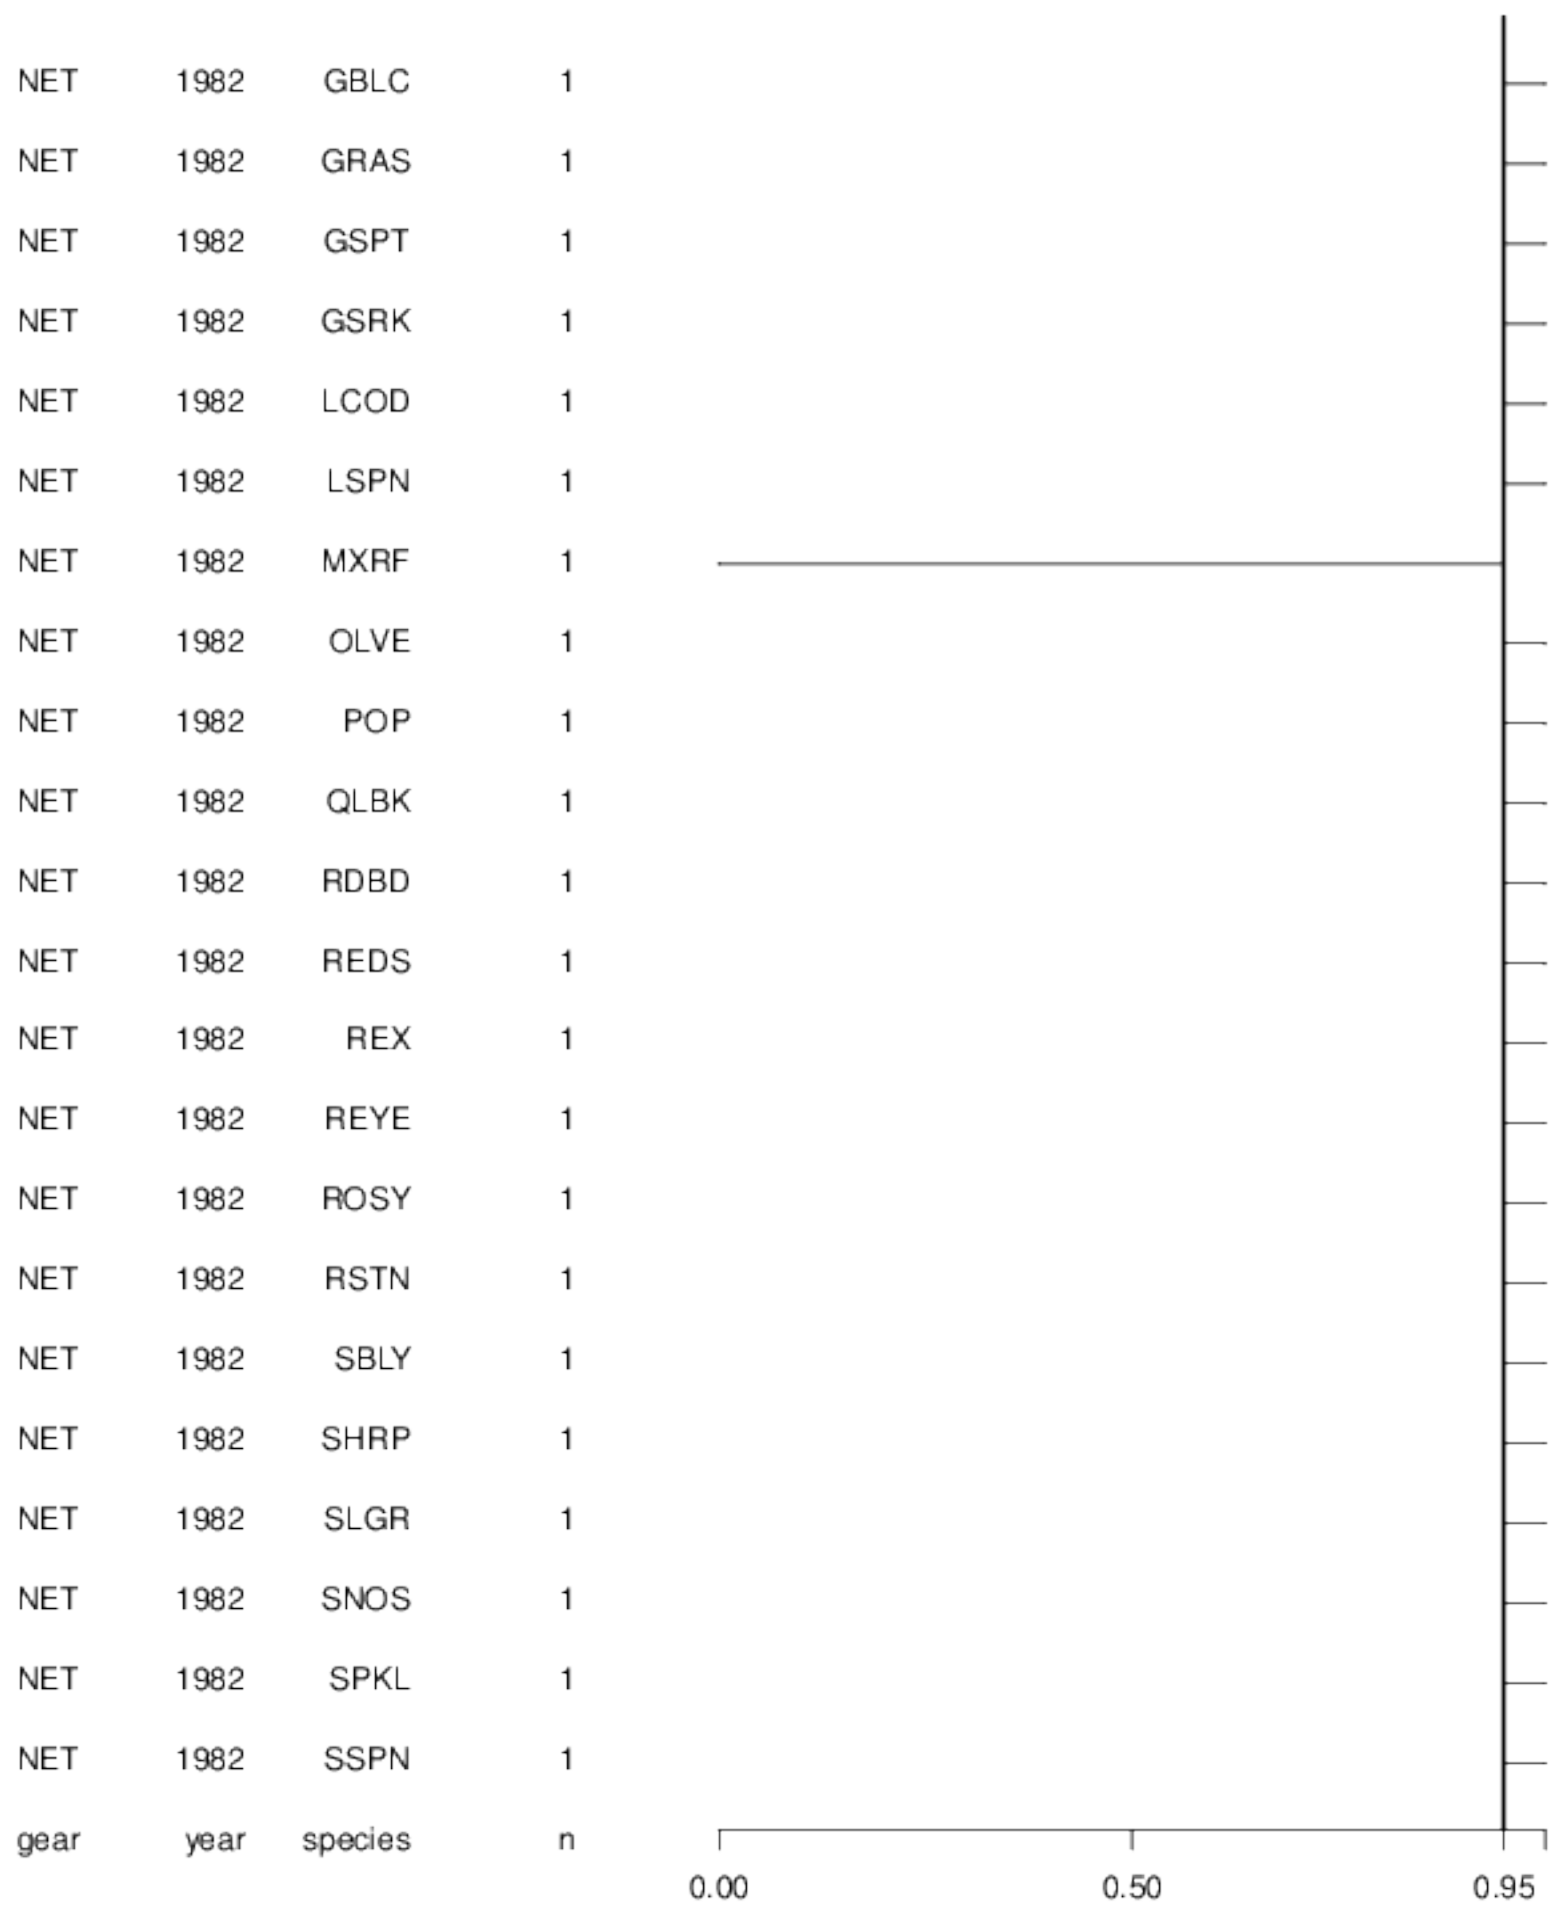 NET 1982 GBLC 1
NET 1982 GRAS 1
NET 1982 GSPT 1
NET 1982 GSRK 1
NET 1982 LCOD 1
NET 1982 LSPN 1
NET 1982 MXRF 1
NET 1982 OLVE 1
NET 1982 POP 1
NET 1982 QLBK 1
NET 1982 RDBD 1
NET 1982 REDS 1
NET 1982 REX 1
NET 1982 REYE 1
NET 1982 ROSY 1
NET 1982 RSTN 1
NET 1982 SBLY 1
NET 1982 SHRP 1
NET 1982 SLGR 1
NET 1982 SNOS 1
NET 1982 SPKL 1
NET 1982 SSPN 1
gear year species n
0.00 0.50 0.95